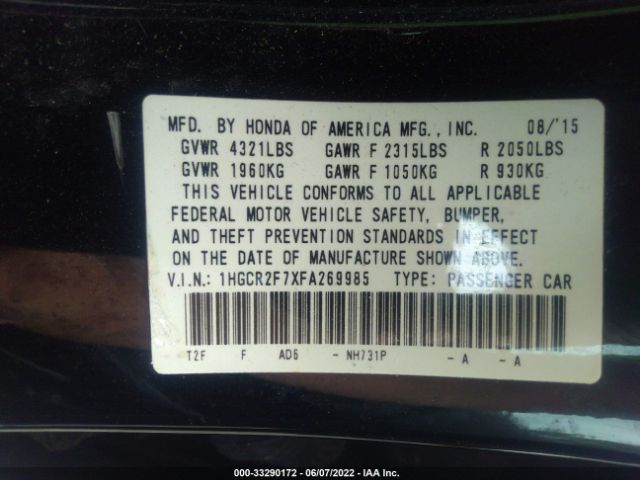 MFD. BY HONDA OF AMERICA MFG., INC. 08/'15
GVWR 4321LBS GAWR F 2315LBS R 2050LBS
GVWR 1960KG GAWR F 1050KG R 930KG
THIS VEHICLE CONFORMS TO ALL APPLICABLE
FEDERAL MOTOR VEHICLE SAFETY, BUMPER,
AND THEFT PREVENTION STANDARDS IN EFFECT
ON THE DATE OF MANUFACTURE SHOWN ABOVE.
V.I.N.: 1HGCR2F7XFA269985 TYPE: PASSENGER CAR
T2F F AD6 - NH731P - A - A
000-33290172 - 06/07/2022 - IAA Inc.